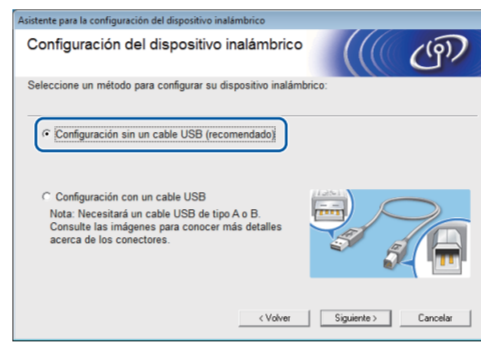 Asistente para la configuración del dispositivo inalámbrico
Configuración del dispositivo inalámbrico
Seleccione un método para configurar su dispositivo inalámbrico:
Configuración sin un cable USB (recomendado)
Configuración con un cable USB
Nota: Necesitará un cable USB de tipo A o B.
Consulte las imágenes para conocer más detalles
acerca de los conectores.
< Volver
Siguiente >
Cancelar